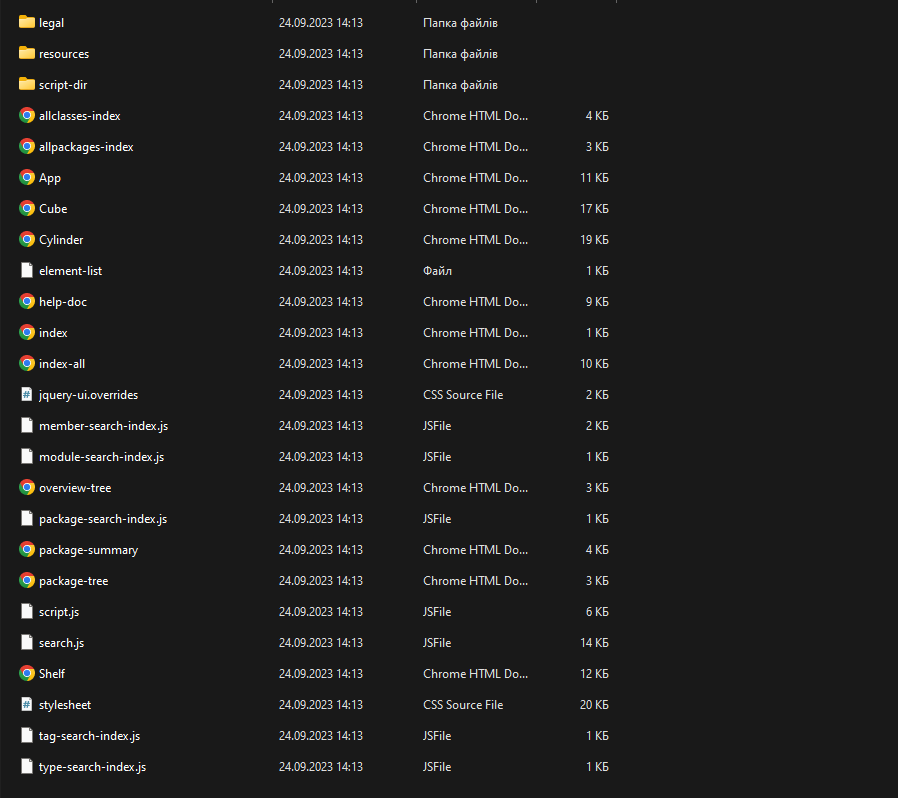 legal 24.09.2023 14:13 Папка файлів
resources 24.09.2023 14:13 Папка файлів
script-dir 24.09.2023 14:13 Папка файлів
allclasses-index 24.09.2023 14:13 Chrome HTML Do... 4 КБ
allpackages-index 24.09.2023 14:13 Chrome HTML Do... 3 КБ
App 24.09.2023 14:13 Chrome HTML Do... 11 КБ
Cube 24.09.2023 14:13 Chrome HTML Do... 17 КБ
Cylinder 24.09.2023 14:13 Chrome HTML Do... 19 КБ
element-list 24.09.2023 14:13 Файл 1 КБ
help-doc 24.09.2023 14:13 Chrome HTML Do... 9 КБ
index 24.09.2023 14:13 Chrome HTML Do... 1 КБ
index-all 24.09.2023 14:13 Chrome HTML Do... 10 КБ
jquery-ui.overrides 24.09.2023 14:13 CSS Source File 2 КБ
member-search-index.js 24.09.2023 14:13 JSFile 2 КБ
module-search-index.js 24.09.2023 14:13 JSFile 1 КБ
overview-tree 24.09.2023 14:13 Chrome HTML Do... 3 КБ
package-search-index.js 24.09.2023 14:13 JSFile 1 КБ
package-summary 24.09.2023 14:13 Chrome HTML Do... 4 КБ
package-tree 24.09.2023 14:13 Chrome HTML Do... 3 КБ
script.js 24.09.2023 14:13 JSFile 6 КБ
search.js 24.09.2023 14:13 JSFile 14 КБ
Shelf 24.09.2023 14:13 Chrome HTML Do... 12 КБ
stylesheet 24.09.2023 14:13 CSS Source File 20 КБ
tag-search-index.js 24.09.2023 14:13 JSFile 1 КБ
type-search-index.js 24.09.2023 14:13 JSFile 1 КБ